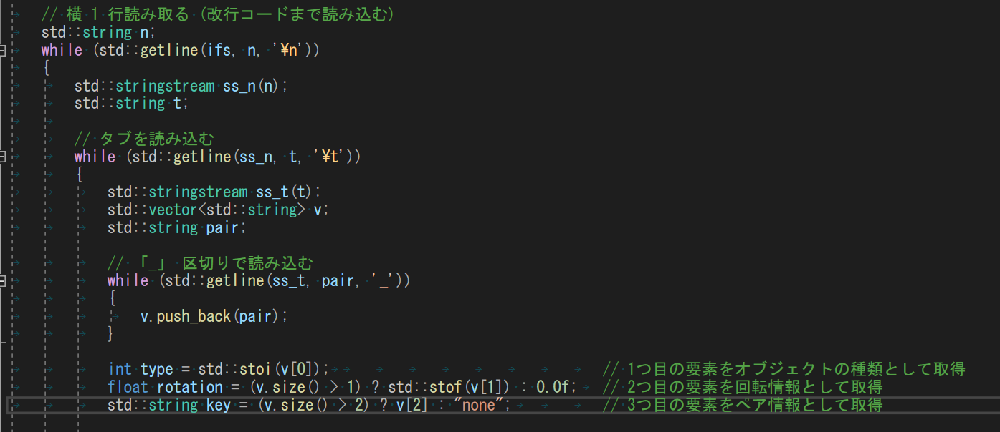 // 横 1 行読み取る (改行コードまで読み込む)
std::string n;
while (std::getline(ifs, n, '¥n'))
{
std::stringstream ss_n(n);
std::string t;
// タブを読み込む
while (std::getline(ss_n, t, '¥t'))
{
std::stringstream ss_t(t);
std::vector<std::string> v;
std::string pair;
// 「_」 区切りで読み込む
while (std::getline(ss_t, pair, '_'))
{
v.push_back(pair);
}
int type = std::stoi(v[0]); // 1つ目の要素をオブジェクトの種類として取得
float rotation = (v.size() > 1) ? std::stof(v[1]) : 0.0f; // 2つ目の要素を回転情報として取得
std::string key = (v.size() > 2) ? v[2] : "none"; // 3つ目の要素をペア情報として取得